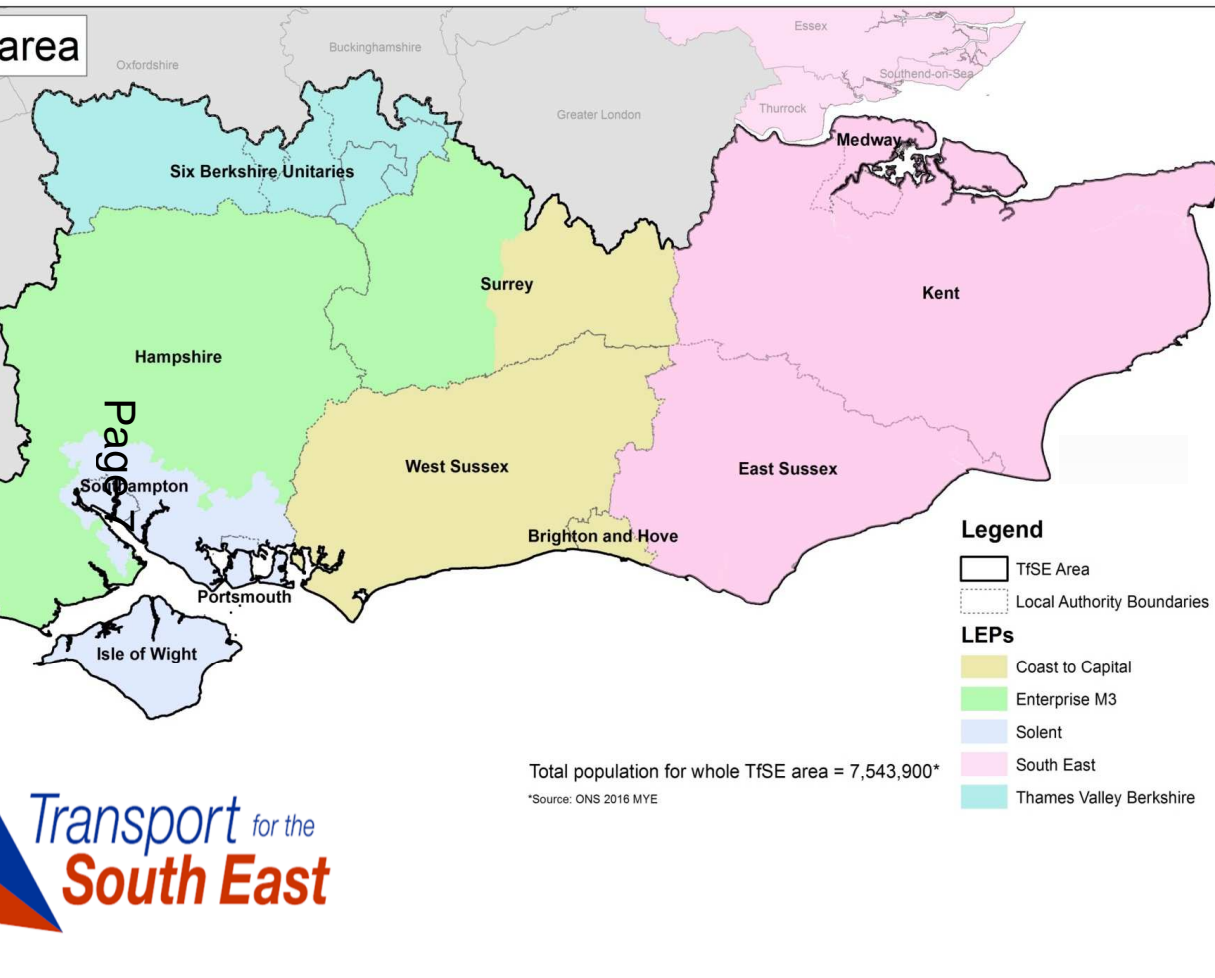 area
Essex
Buckinghamshire
Oxfordshire
Southend-on-Sea
Thurrock
Greater London
Medway
Six Berkshire Unitaries
Surrey
Kent
Hampshire
Page 7
West Sussex
East Sussex
Southampton
Brighton and Hove
Portsmouth
Isle of Wight
Legend
TfSE Area
Local Authority Boundaries
LEPs
Coast to Capital
Enterprise M3
Solent
South East
Thames Valley Berkshire
Total population for whole TfSE area = 7,543,900*
*Source: ONS 2016 MYE
Transport for the
South East